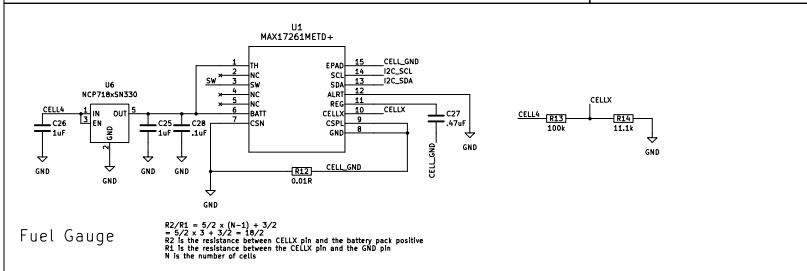 U1
MAX17261METD+
1 TH
2 NC
SW 3 SW
4 NC
5 NC
6 BATT
7 CSN
EPAD 15 CELL_GND
SCL 14 I2C_SCL
SDA 13 I2C_SDA
ALRT 12
REG 11
CELLX 10 CELLX
CSPL 9
GND 8
U6
NCP718xSN330
CELL4 1 IN OUT 5
3 EN
GND
2
C26
1uF
C25
1uF
C28
.1uF
C27
.47uF
GND
GND
GND
GND
GND
GND
CELL_GND
R12
0.01R
CELL_GND
CELLX
CELL4
R13
100k
R14
11.1k
GND
Fuel Gauge
R2/R1 = 5/2 x (N-1) + 3/2
= 5/2 x 3 + 3/2 = 18/2
R2 is the resistance between CELLX pin and the battery pack positive
R1 is the resistance between the CELLX pin and the GND pin
N is the number of cells